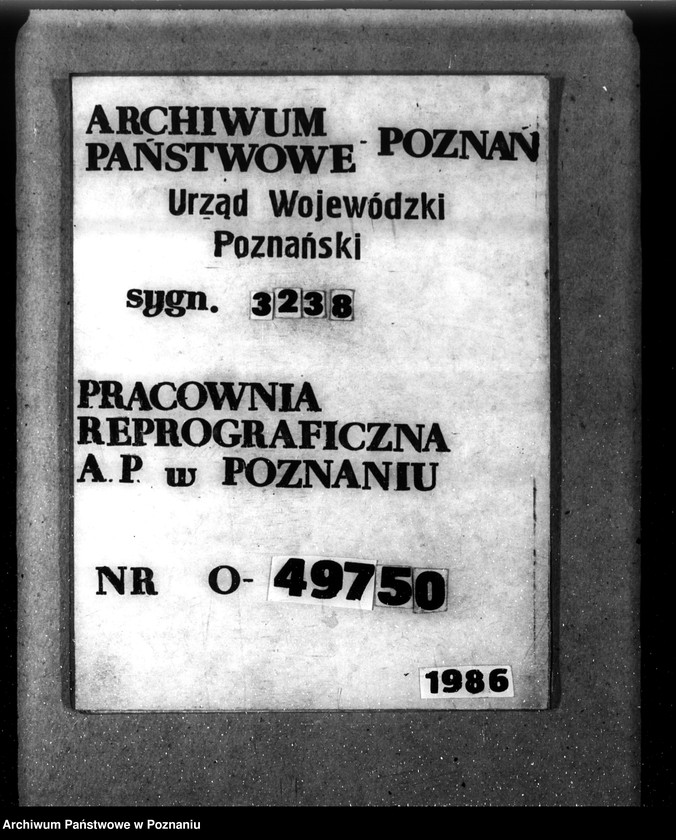 ARCHIWUM
PAŃSTWOWE - POZNAŃ
Urząd Wojewódzki
Poznański
sygn. 3238
PRACOWNIA
REPROGRAFICZNA
A.P. w POZNANIU
NR O-49750
1986
Archiwum Państwowe w Poznaniu